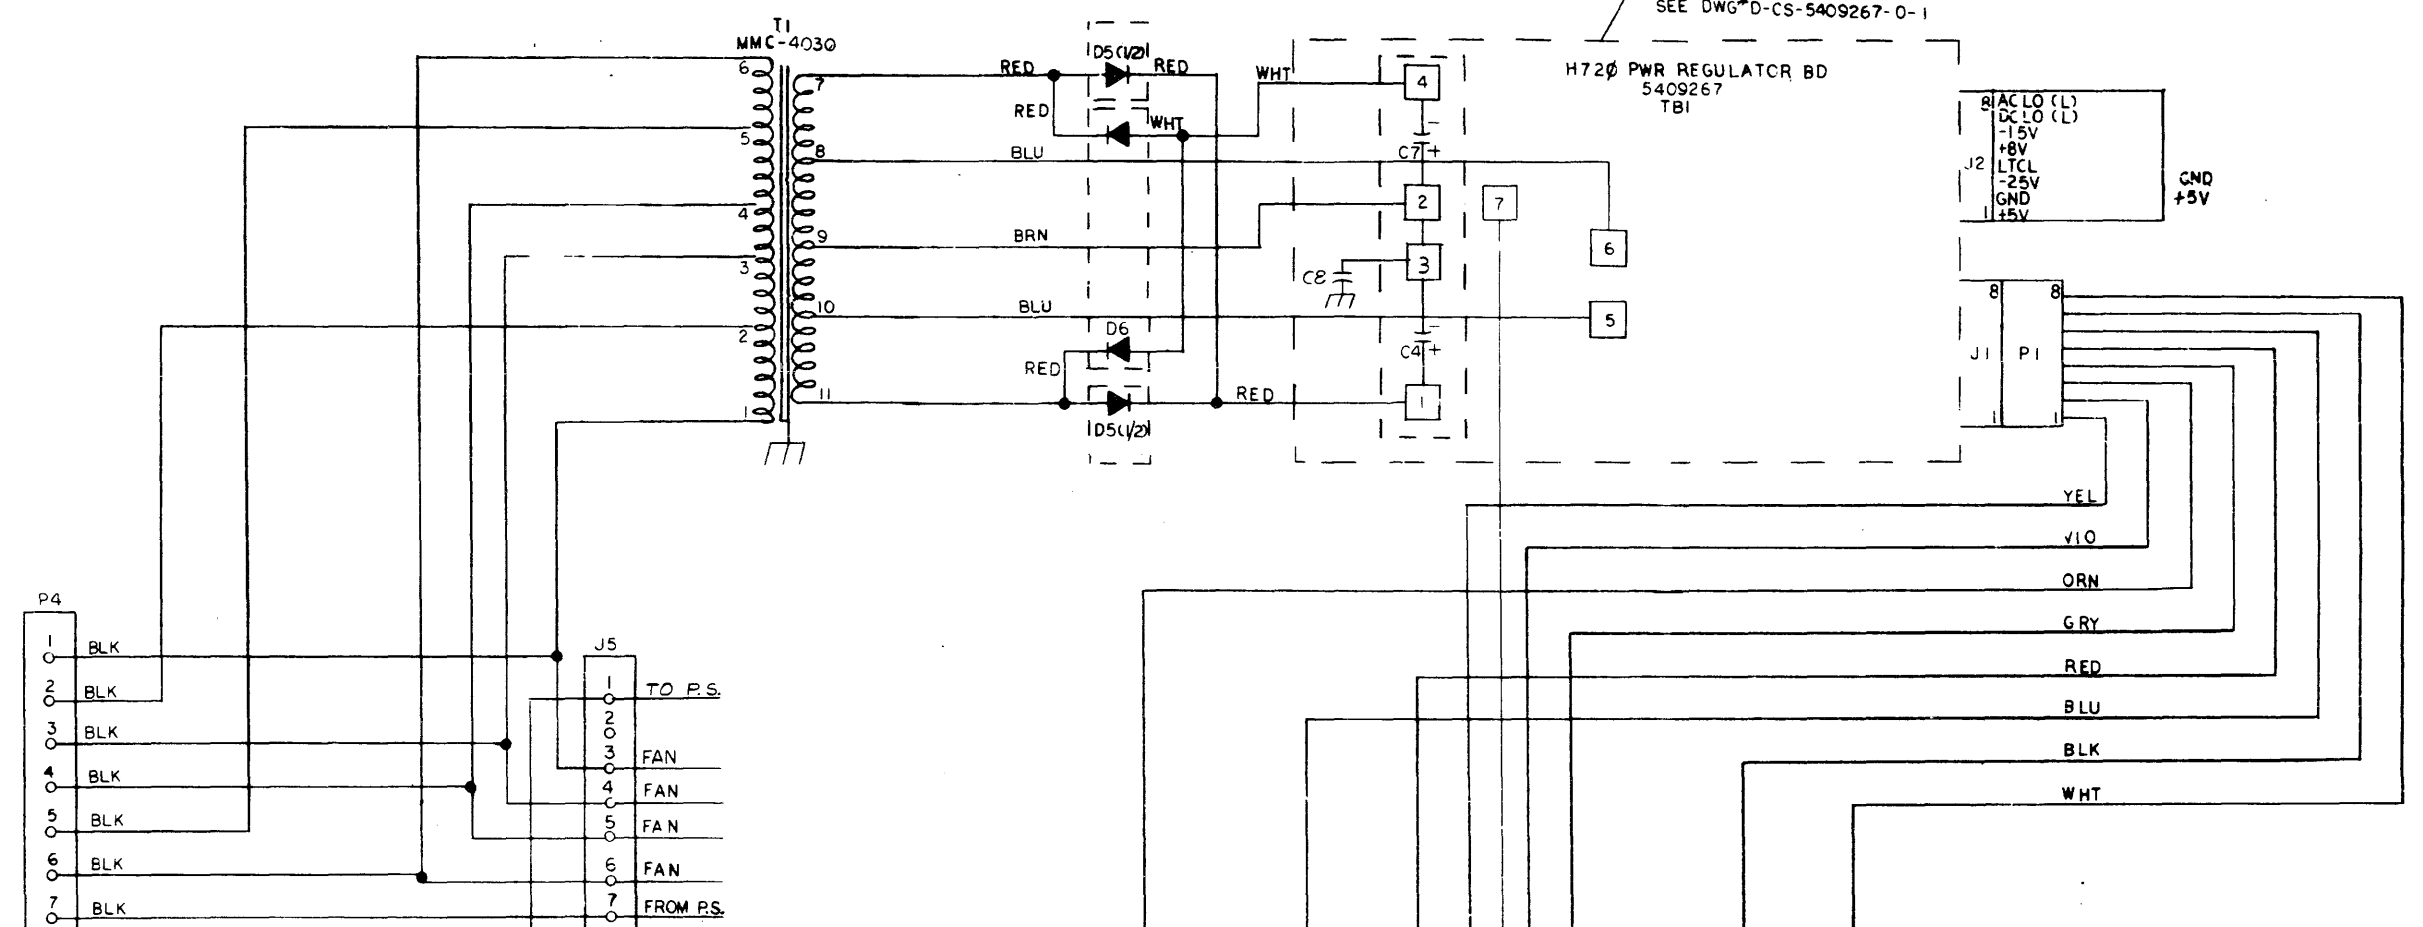 SEE DWG#D-CS-5409267-0-1
T1
MMC-4030
6
5
4
3
2
1
7
8
9
10
11
RED
D5(1/2)
RED
RED
WHT
BLU
BRN
BLU
D6
RED
D5(1/2)
RED
WHT
H720 PWR REGULATOR BD
5409267
TB1
4
-
C7 +
2
7
3
C8
6
5
-
C4 +
1
8 ACLO (L)
DCLO (L)
-15V
+8V
J2 LTCL
-25V
GND
1 +5V
GND
+5V
8 8
J1 P1
1 1
YEL
VIO
ORN
GRY
RED
BLU
BLK
WHT
P4
1 BLK
2 BLK
3 BLK
4 BLK
5 BLK
6 BLK
7 BLK
J5
1 TO P.S.
2
3 FAN
4 FAN
5 FAN
6 FAN
7 FROM P.S.